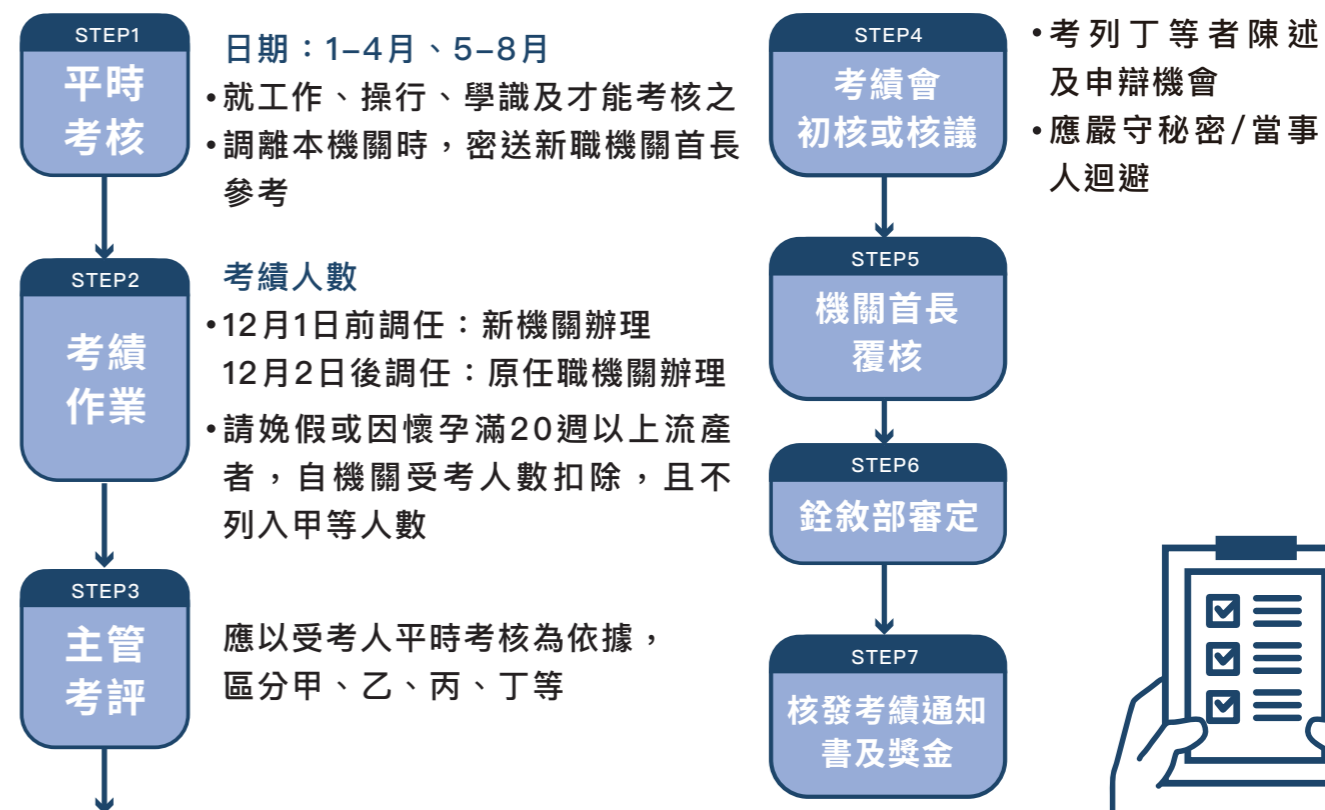 STEP1
平時
考核
日期：1–4月、5–8月
•就工作、操行、學識及才能考核之
•調離本機關時，密送新職機關首長
參考
STEP2
考績
作業
考績人數
•12月1日前調任：新機關辦理
12月2日後調任：原任職機關辦理
•請娩假或因懷孕滿20週以上流產
者，自機關受考人數扣除，且不
列入甲等人數
STEP3
主管
考評
應以受考人平時考核為依據，
區分甲、乙、丙、丁等
STEP4
考績會
初核或核議
•考列丁等者陳述
及申辯機會
•應嚴守秘密/當事
人迴避
STEP5
機關首長
覆核
STEP6
銓敘部審定
STEP7
核發考績通知
書及獎金